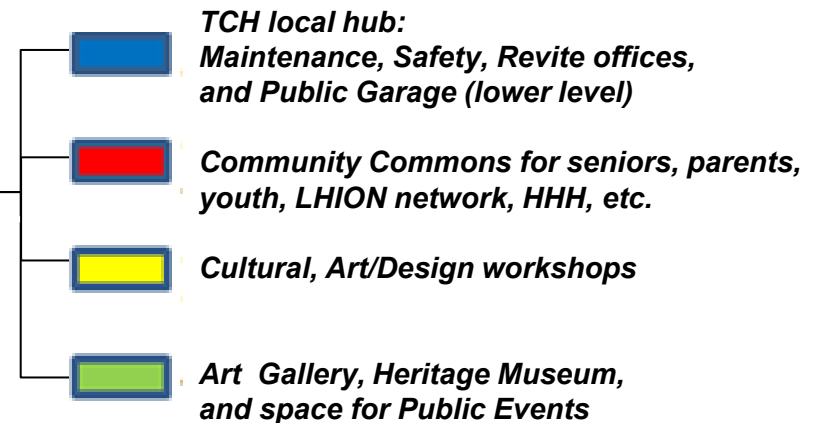 TCH local hub:
Maintenance, Safety, Revite offices,
and Public Garage (lower level)
Community Commons for seniors, parents,
youth, LHION network, HHH, etc.
Cultural, Art/Design workshops
Art Gallery, Heritage Museum,
and space for Public Events